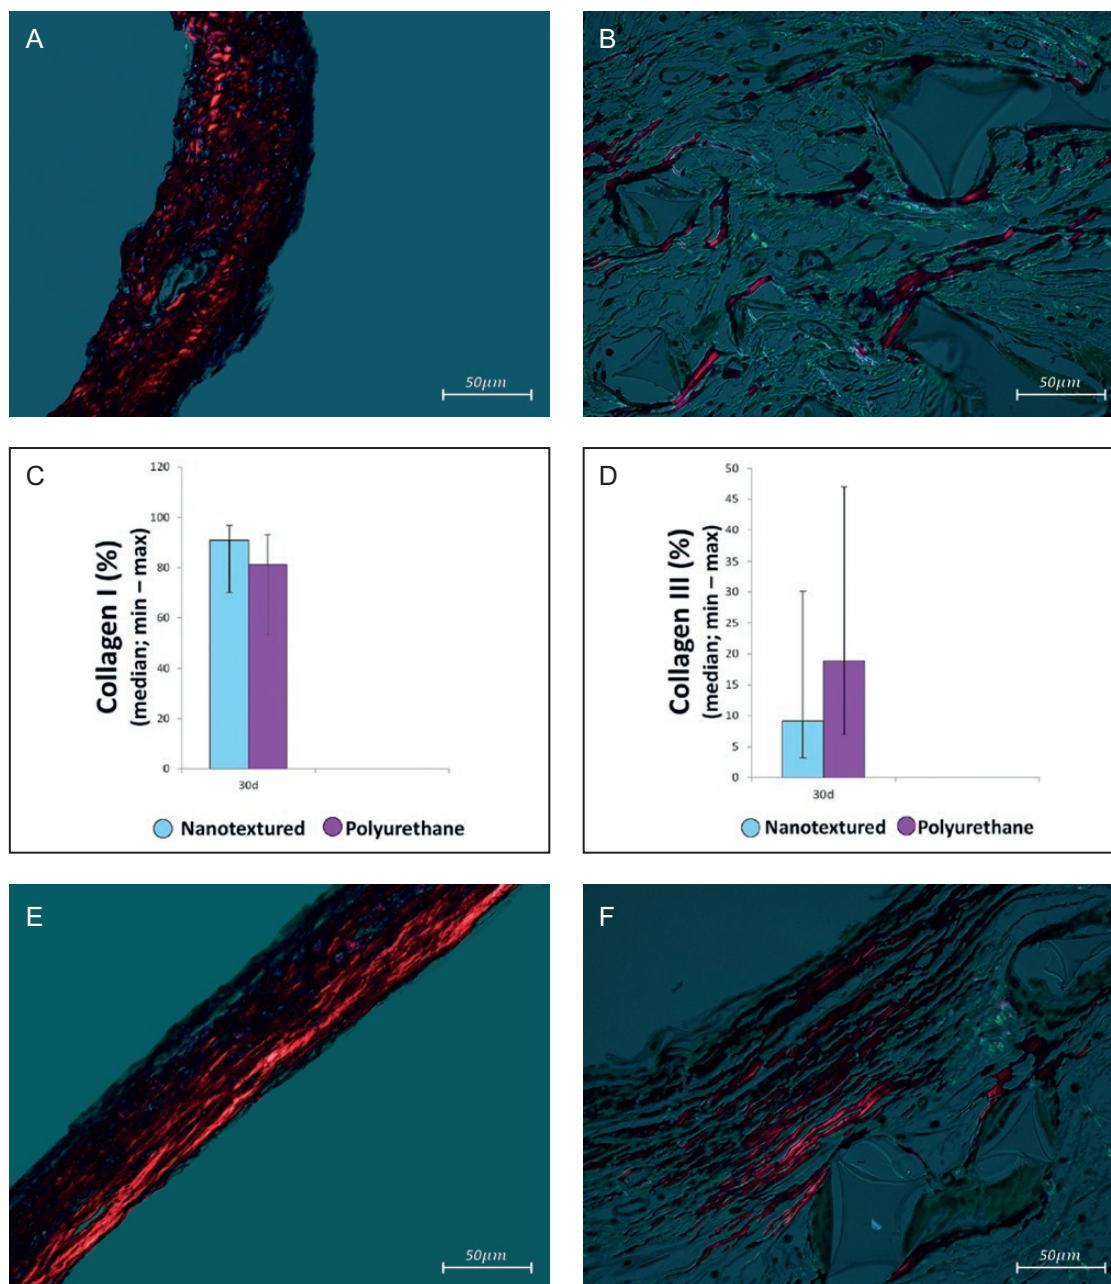 A
50μm
B
50μm
C
Collagen I (%)
(median; min – max)
120
100
80
60
40
20
0
30d
Nanotextured Polyurethane
D
Collagen III (%)
(median; min – max)
50
45
40
35
30
25
20
15
10
5
0
30d
Nanotextured Polyurethane
E
50μm
F
50μm